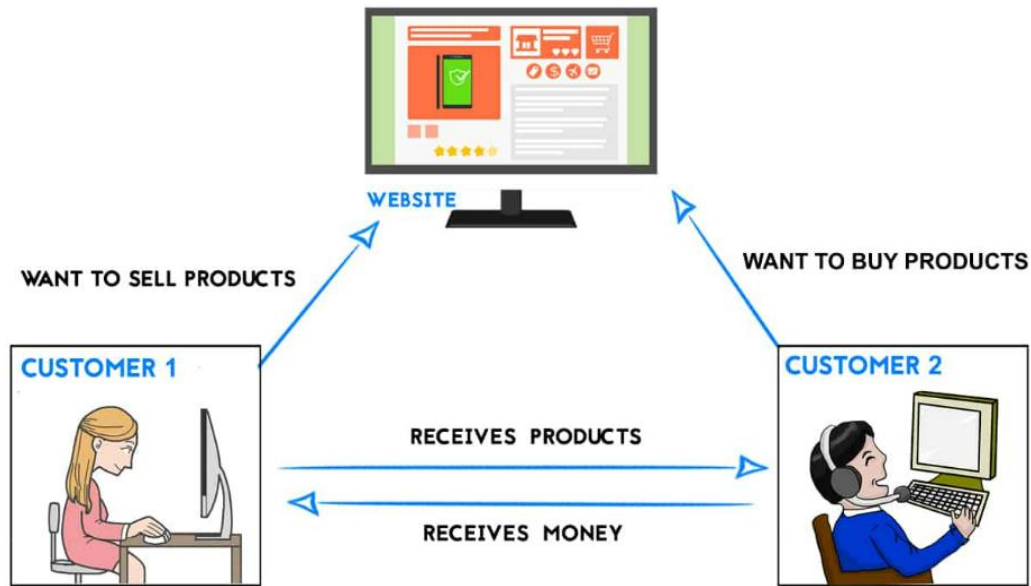 WEBSITE
WANT TO SELL PRODUCTS
WANT TO BUY PRODUCTS
CUSTOMER 1
CUSTOMER 2
RECEIVES PRODUCTS
RECEIVES MONEY